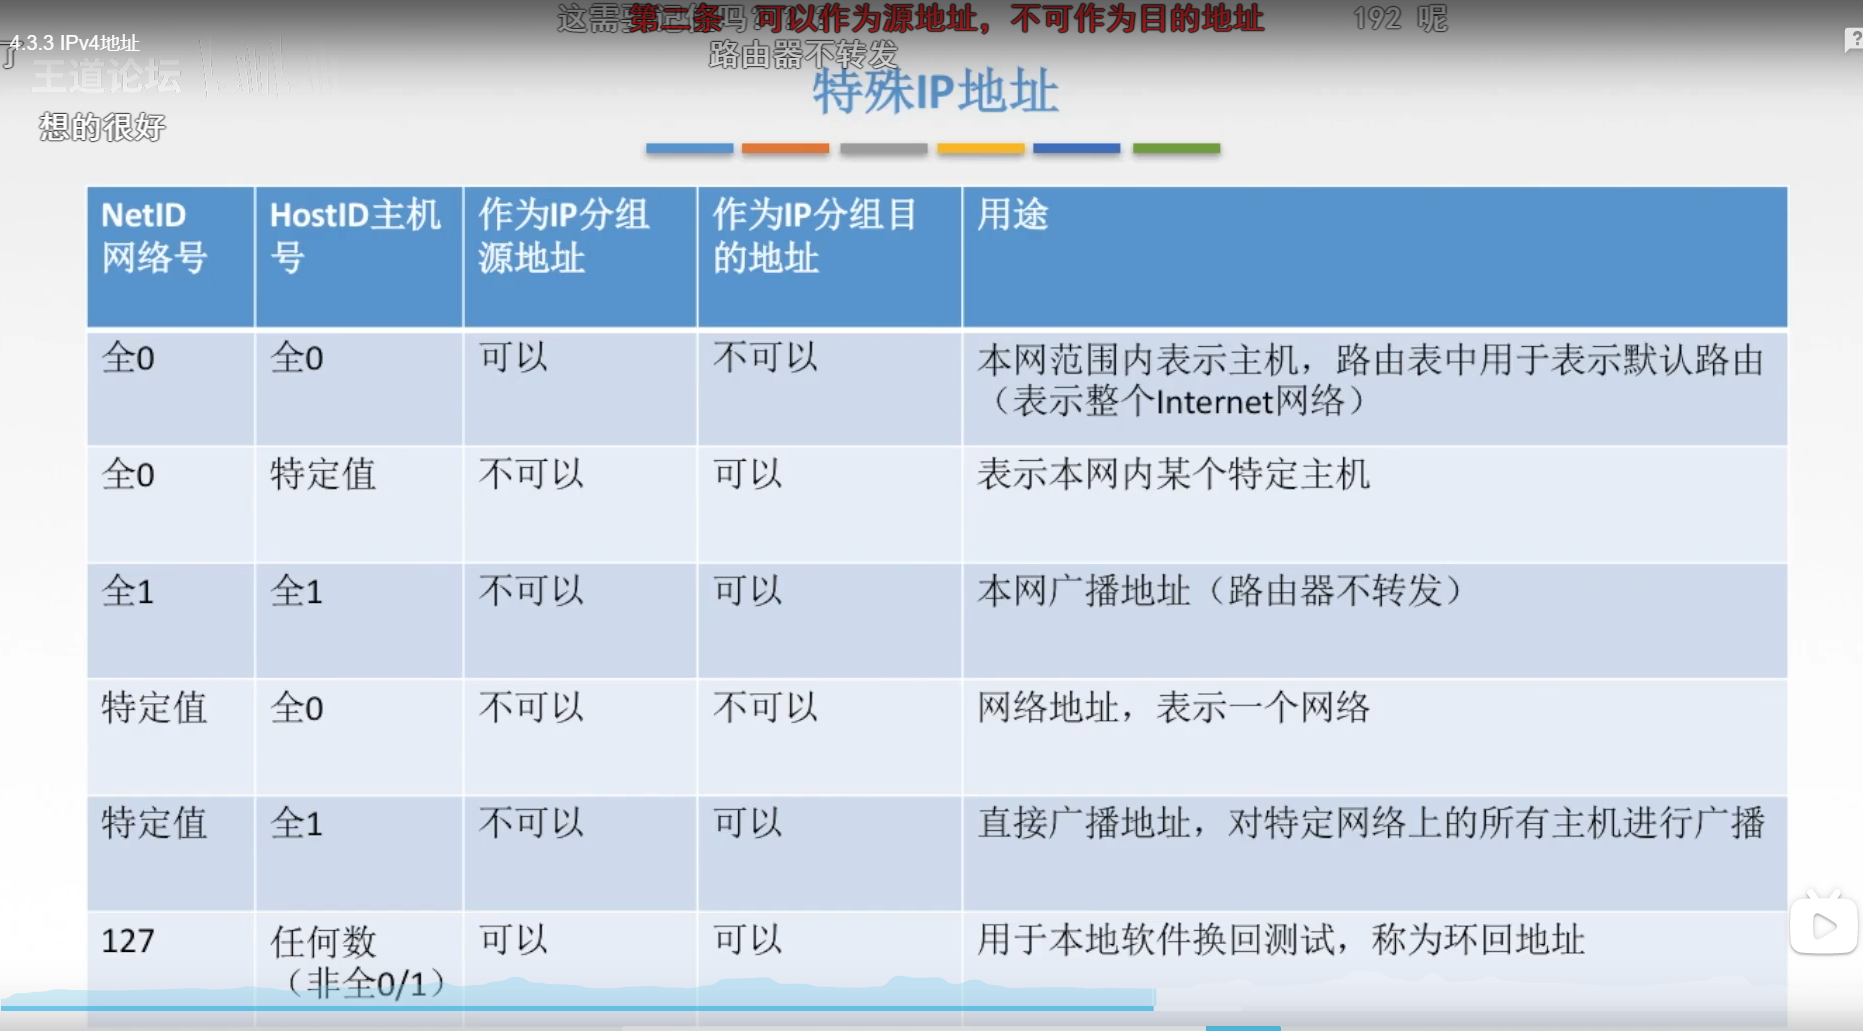 第二条 可以作为源地址，不可作为目的地址
192 呢
4.3.3 IPv4地址
路由器不转发
了
王道论坛
特殊IP地址
想的很好
NetID
网络号
HostID主机
号
作为IP分组
源地址
作为IP分组目
的地址
用途
全0
全0
可以
不可以
本网范围内表示主机，路由表中用于表示默认路由
（表示整个Internet网络）
全0
特定值
不可以
可以
表示本网内某个特定主机
全1
全1
不可以
可以
本网广播地址（路由器不转发）
特定值
全0
不可以
不可以
网络地址，表示一个网络
特定值
全1
不可以
可以
直接广播地址，对特定网络上的所有主机进行广播
127
任何数
（非全0/1）
可以
可以
用于本地软件换回测试，称为环回地址